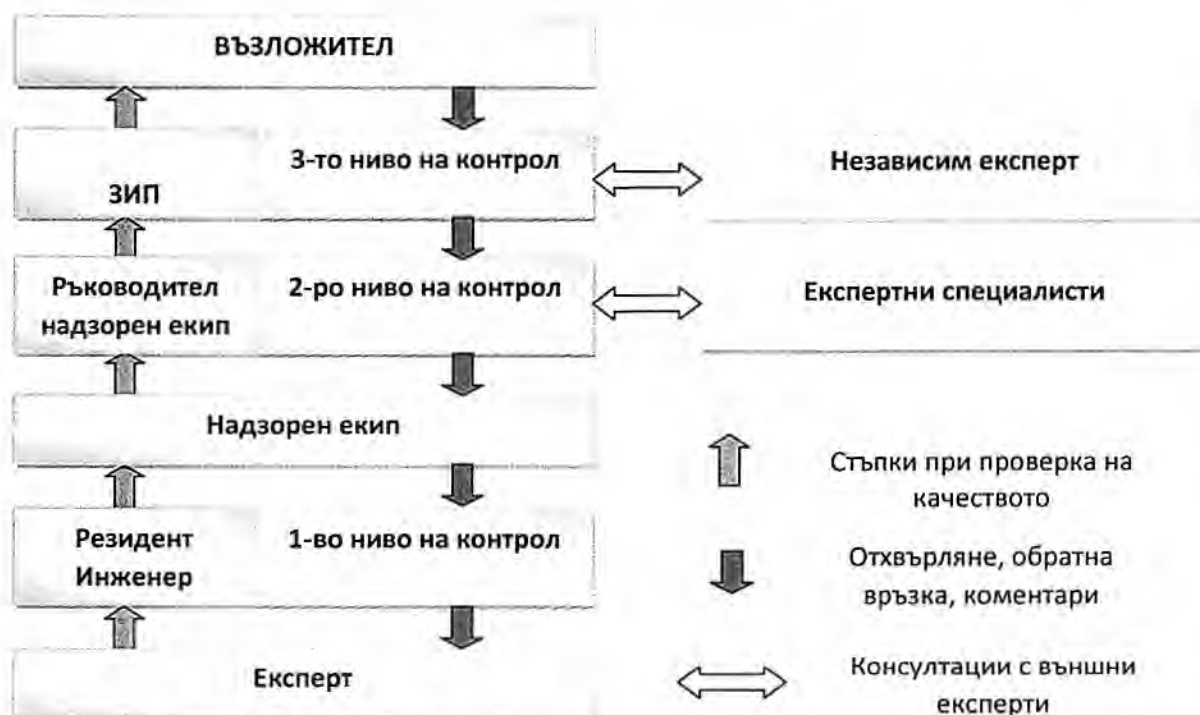 ВЪЗЛОЖИТЕЛ
3-то ниво на контрол
ЗИП
Независим експерт
Ръководител
надзорен екип
2-ро ниво на контрол
Експертни специалисти
Надзорен екип
Стъпки при проверка на
качеството
Резидент
Инженер
1-во ниво на контрол
Отхвърляне, обратна
връзка, коментари
Експерт
Консултации с външни
експерти